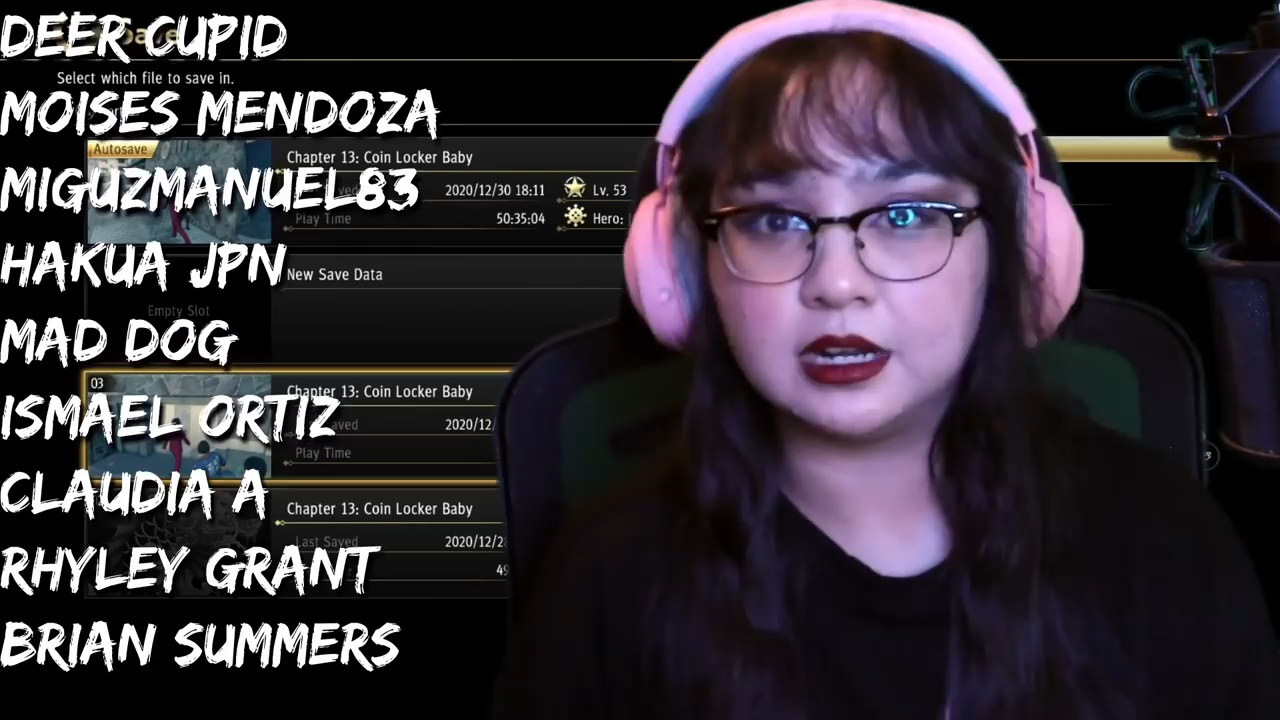 DEER CUPID
Save
Select which file to save in.
MOISES MENDOZA
Autosave
Chapter 13: Coin Locker Baby
MIGUZMANUEL83
2020/12/30 18:11
Lv. 53
Play Time
50:35:04
Hero:
HAKUA JPN
New Save Data
Empty Slot
MAD DOG
03
Chapter 13: Coin Locker Baby
ISMAEL ORTIZ
2020/12/
Play Time
CLAUDIA A
Chapter 13: Coin Locker Baby
Last Saved
2020/12/2
RHYLEY GRANT
BRIAN SUMMERS